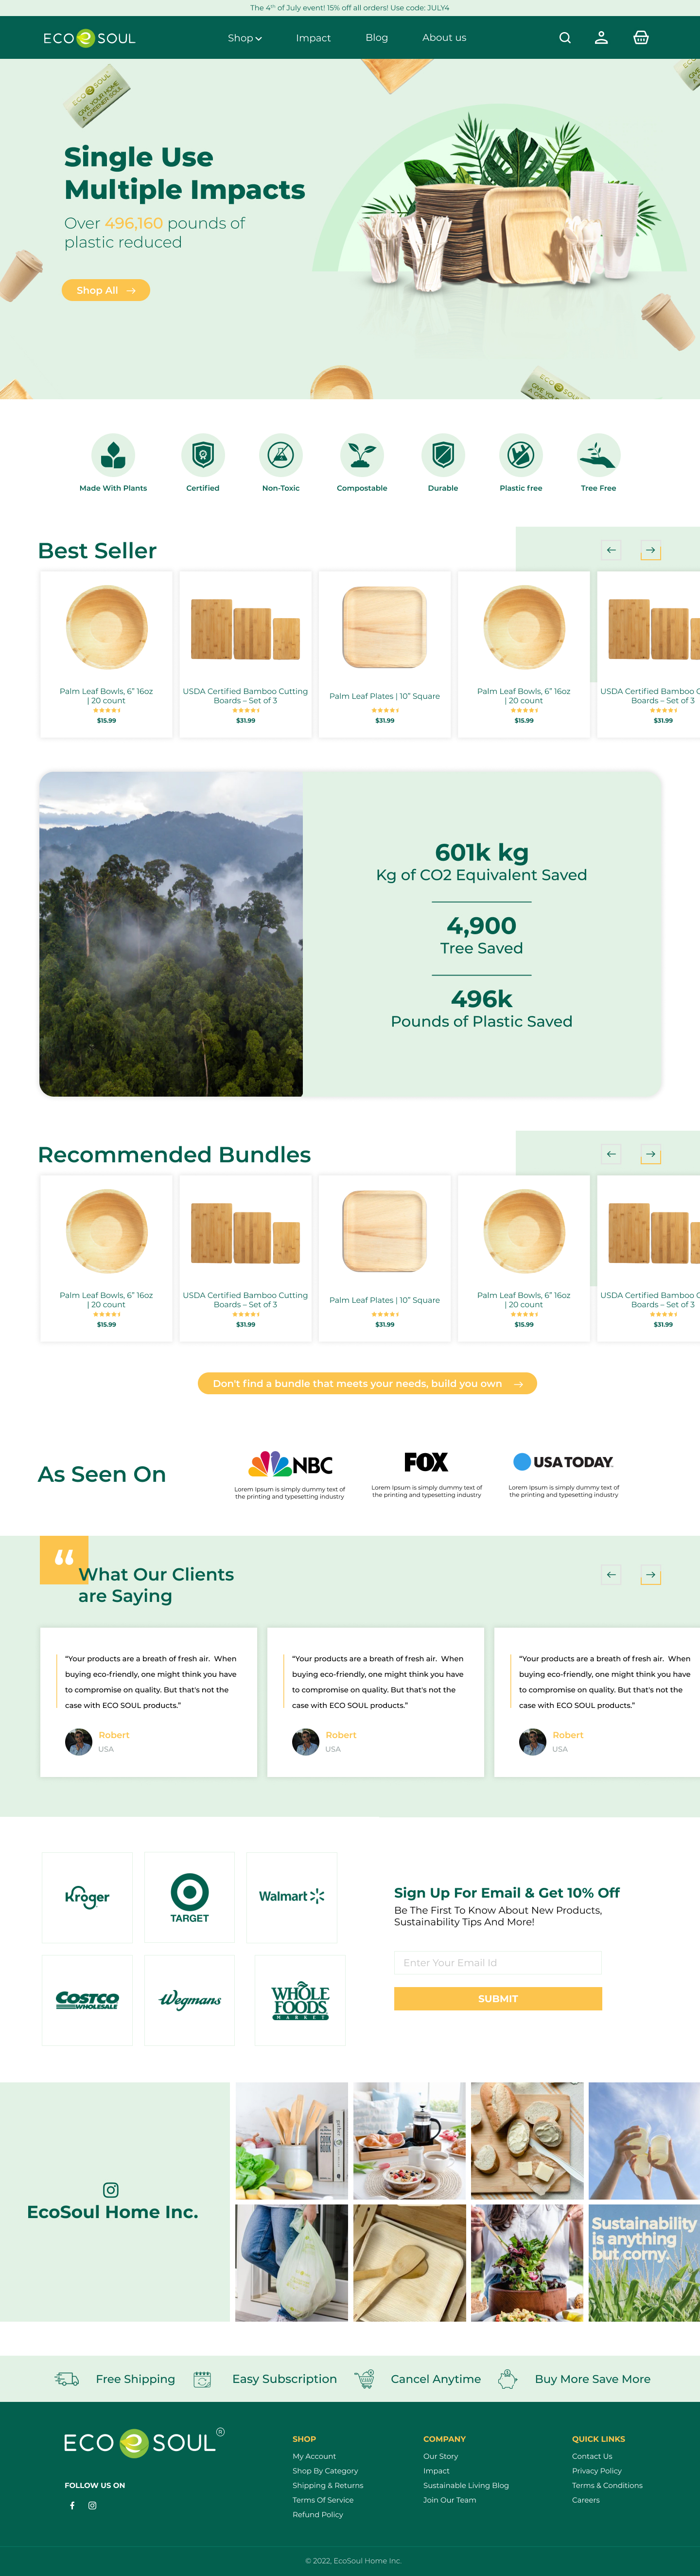 The 4th of July event! 15% off all orders! Use code: JULY4
ECO SOUL
Shop
Impact
Blog
About us
ECO SOUL
GIVE YOUR HOME
A GREENER SOUL
Single Use
Multiple Impacts
Over 496,160 pounds of
plastic reduced
Shop All
Made With Plants
Certified
Non-Toxic
Compostable
Durable
Plastic free
Tree Free
Best Seller
Palm Leaf Bowls, 6” 16oz
| 20 count
$15.99
USDA Certified Bamboo Cutting
Boards – Set of 3
$31.99
Palm Leaf Plates | 10” Square
$31.99
Palm Leaf Bowls, 6” 16oz
| 20 count
$15.99
USDA Certified Bamboo C
Boards – Set of 3
$31.99
601k kg
Kg of CO2 Equivalent Saved
4,900
Tree Saved
496k
Pounds of Plastic Saved
Recommended Bundles
Palm Leaf Bowls, 6” 16oz
| 20 count
$15.99
USDA Certified Bamboo Cutting
Boards – Set of 3
$31.99
Palm Leaf Plates | 10” Square
$31.99
Palm Leaf Bowls, 6” 16oz
| 20 count
$15.99
USDA Certified Bamboo C
Boards – Set of 3
$31.99
Don't find a bundle that meets your needs, build you own
As Seen On
NBC
Lorem Ipsum is simply dummy text of
the printing and typesetting industry
FOX
Lorem Ipsum is simply dummy text of
the printing and typesetting industry
USA TODAY
Lorem Ipsum is simply dummy text of
the printing and typesetting industry
“
What Our Clients
are Saying
“Your products are a breath of fresh air. When
buying eco-friendly, one might think you have
to compromise on quality. But that's not the
case with ECO SOUL products.”
Robert
USA
“Your products are a breath of fresh air. When
buying eco-friendly, one might think you have
to compromise on quality. But that's not the
case with ECO SOUL products.”
Robert
USA
“Your products are a breath of fresh air. When
buying eco-friendly, one might think you have
to compromise on quality. But that's not the
case with ECO SOUL products.”
Robert
USA
Kroger
TARGET
Walmart
Costco
WHOLESALE
Wegmans
WHOLE
FOODS
MARKET
Sign Up For Email & Get 10% Off
Be The First To Know About New Products,
Sustainability Tips And More!
Enter Your Email Id
SUBMIT
EcoSoul Home Inc.
COOK
Sustainability
is anything
but corny.
Free Shipping
Easy Subscription
Cancel Anytime
Buy More Save More
ECO SOUL ®
FOLLOW US ON
SHOP
My Account
Shop By Category
Shipping & Returns
Terms Of Service
Refund Policy
COMPANY
Our Story
Impact
Sustainable Living Blog
Join Our Team
QUICK LINKS
Contact Us
Privacy Policy
Terms & Conditions
Careers
© 2022, EcoSoul Home Inc.